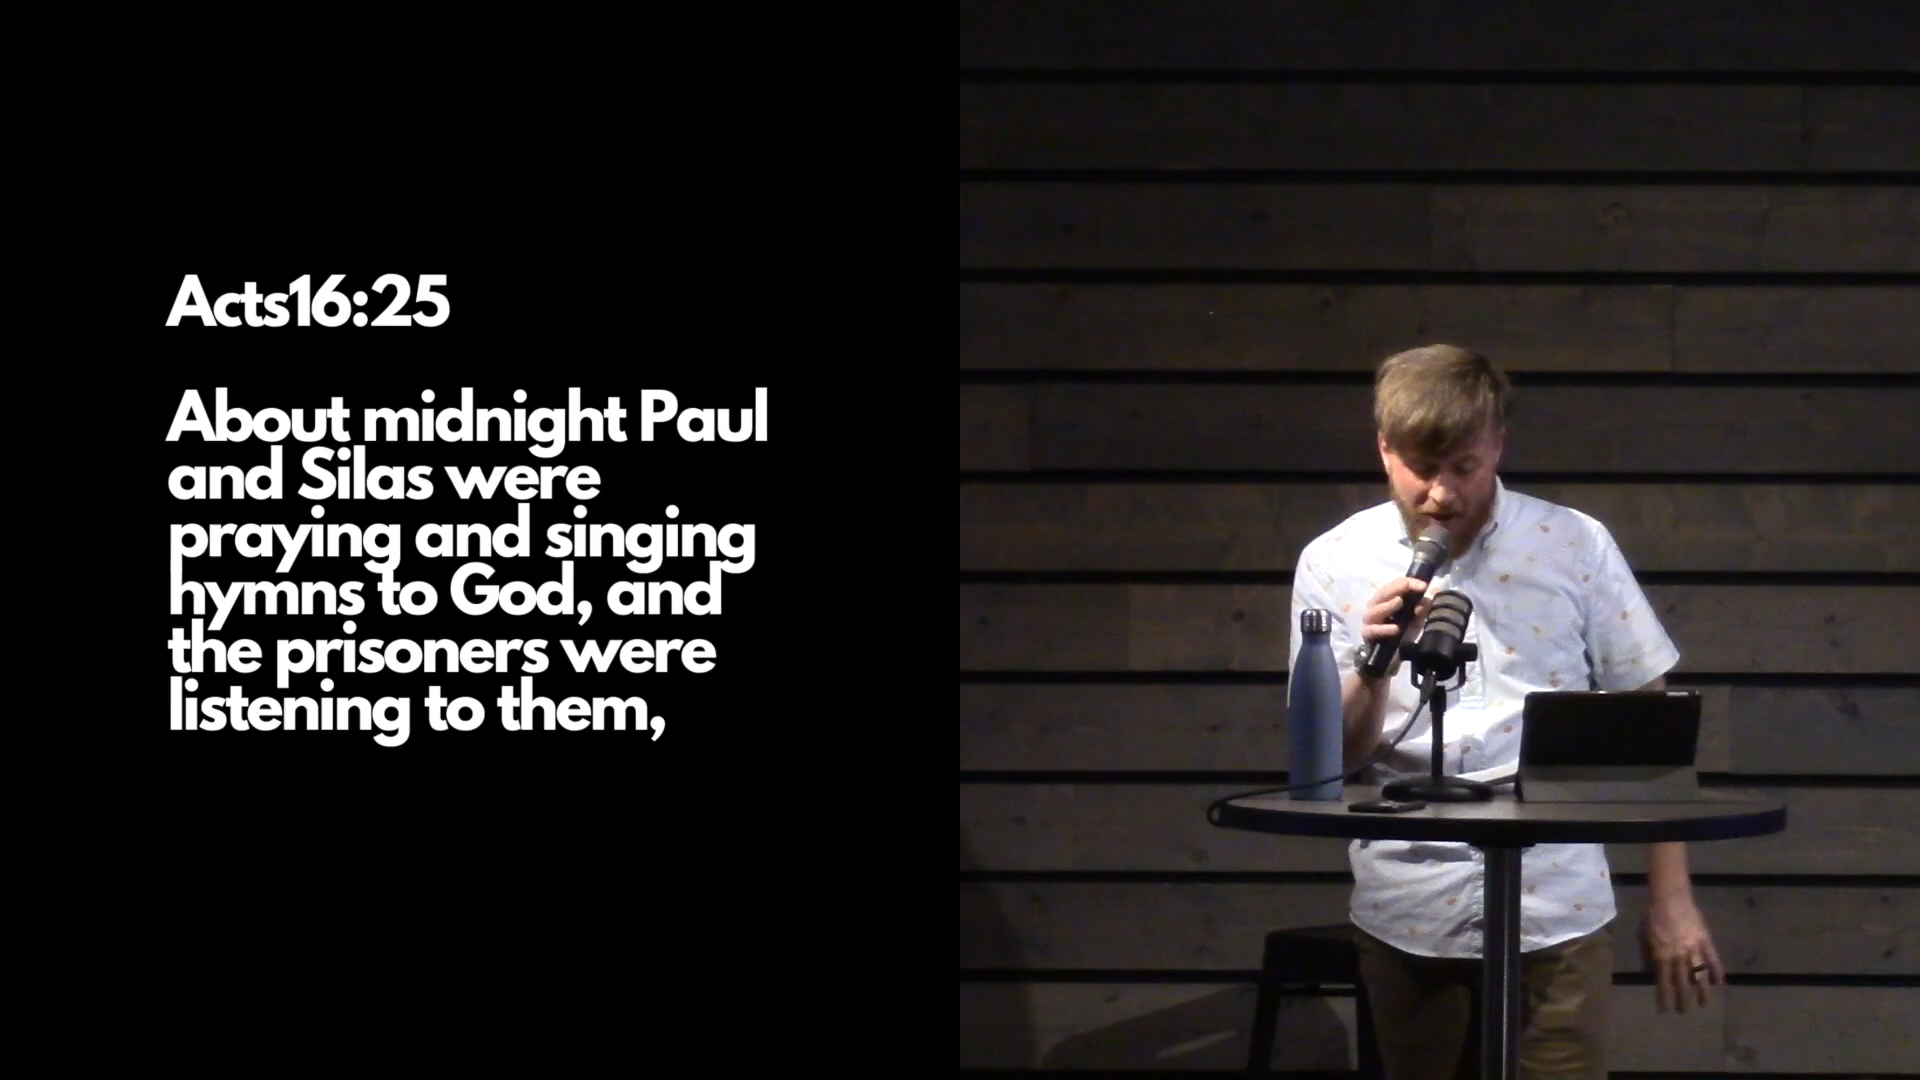 Acts16:25
About midnight Paul
and Silas were
praying and singing
hymns to God, and
the prisoners were
listening to them,